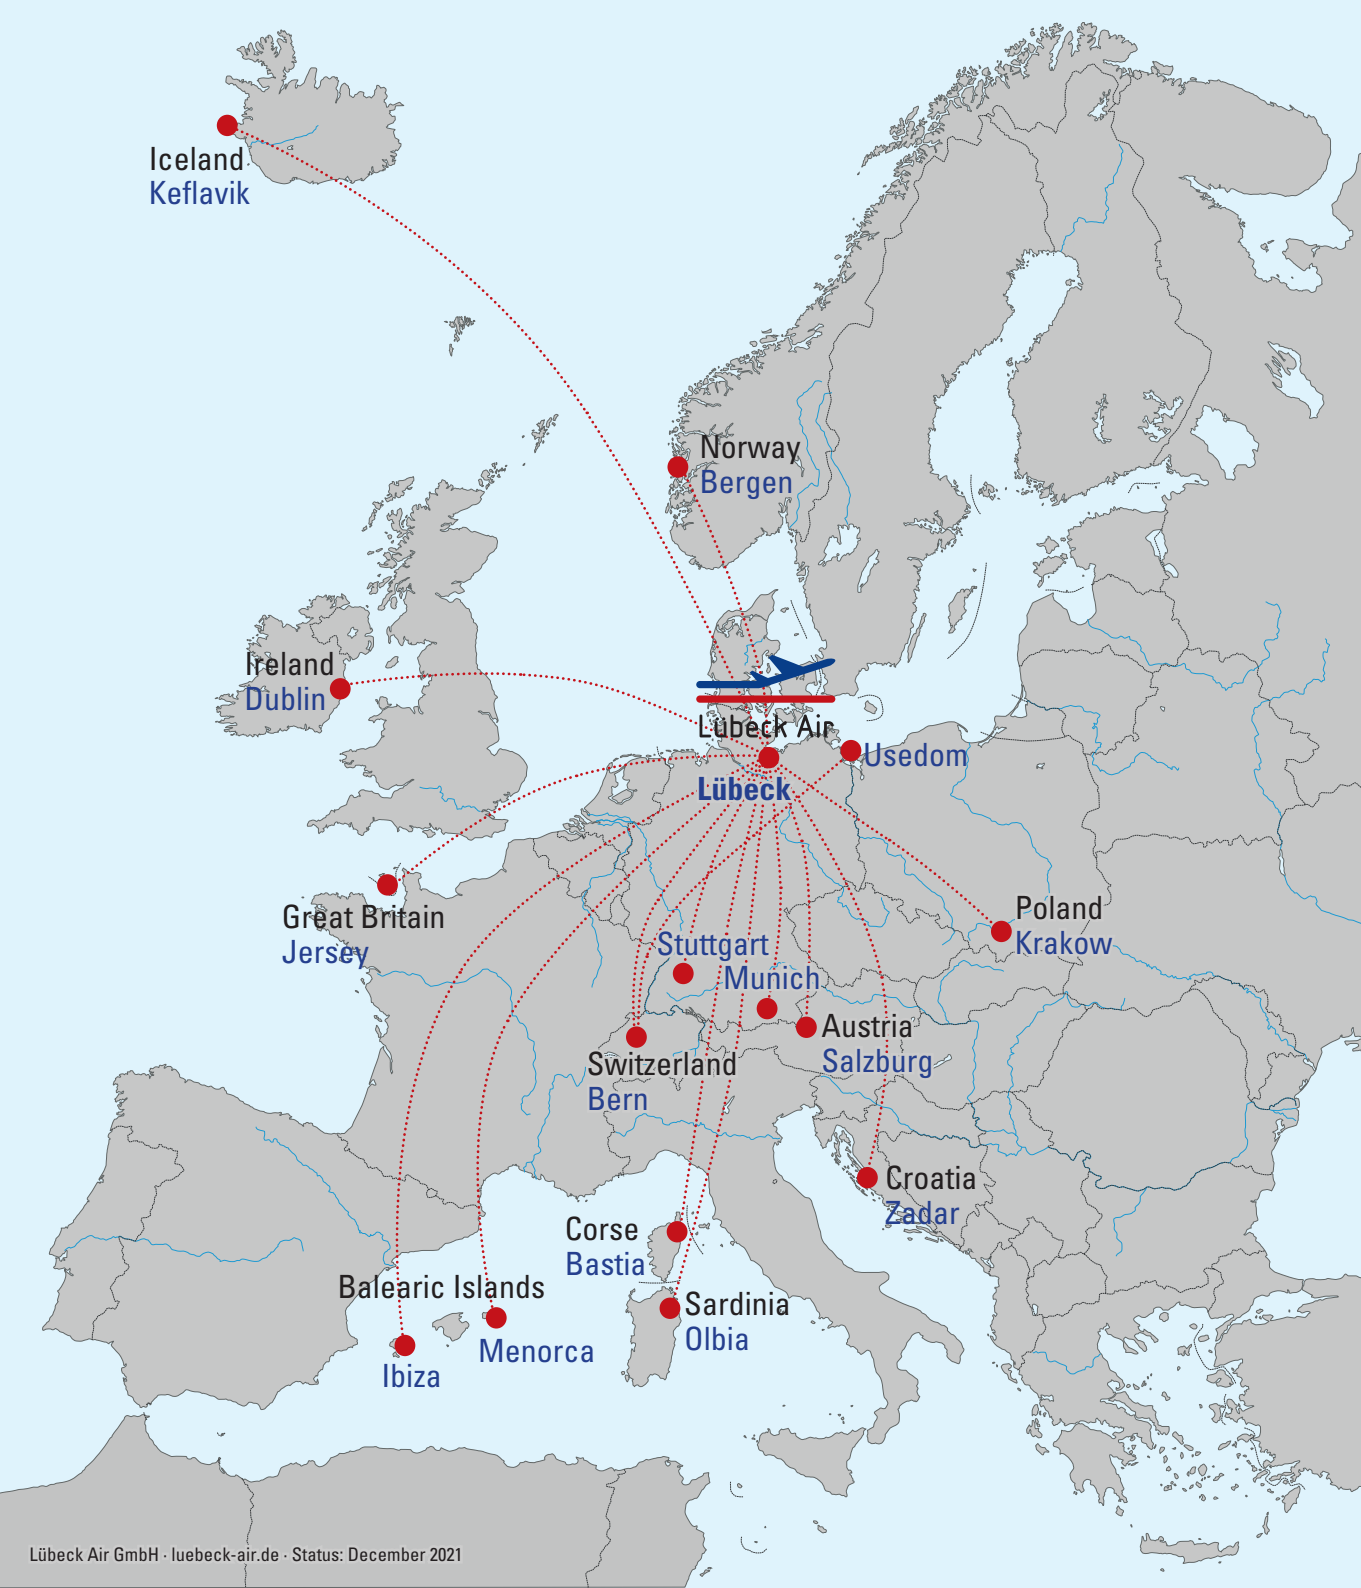 Iceland
Keflavik
Norway
Bergen
Ireland
Dublin
Lübeck Air
Usedom
Lübeck
Great Britain
Jersey
Poland
Krakow
Stuttgart
Munich
Austria
Salzburg
Switzerland
Bern
Croatia
Zadar
Corse
Bastia
Balearic Islands
Sardinia
Olbia
Menorca
Ibiza
Lübeck Air GmbH · luebeck-air.de · Status: December 2021